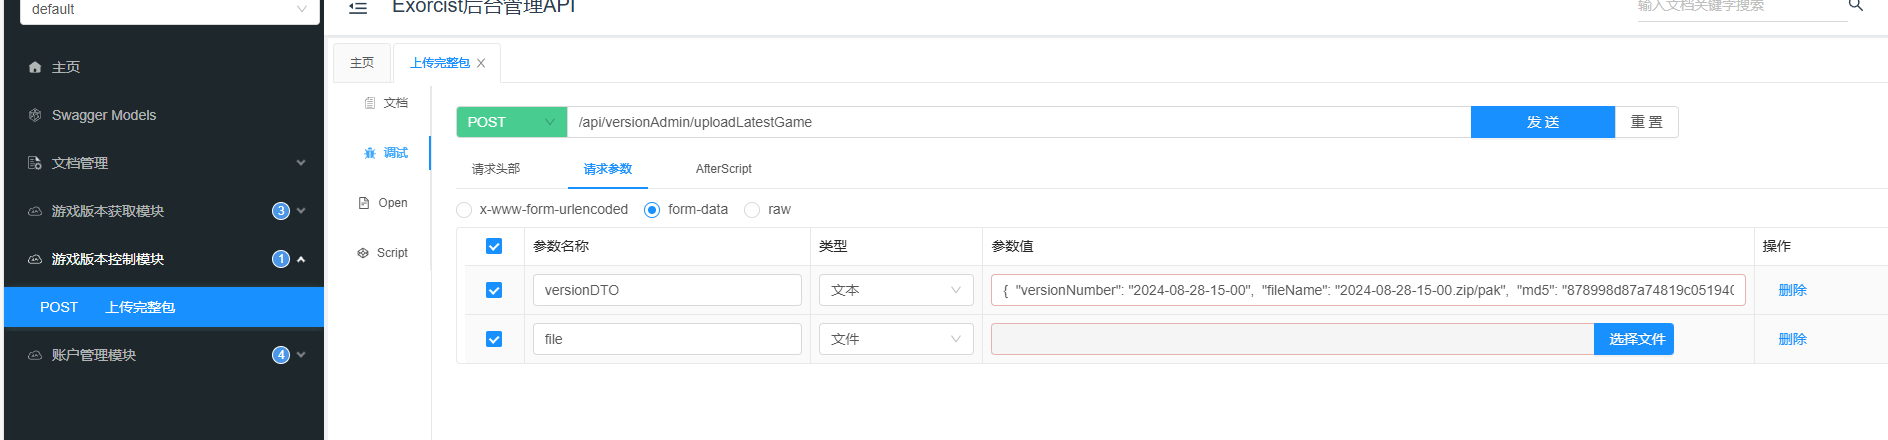 default
Exorcist后台管理API
输入文档关键字搜索
主页
Swagger Models
文档管理
游戏版本获取模块 3
游戏版本控制模块 1
POST 上传完整包
账户管理模块 4
主页 上传完整包
文档
调试
Open
Script
POST /api/versionAdmin/uploadLatestGame 发送 重置
请求头部 请求参数 AfterScript
x-www-form-urlencoded form-data raw
参数名称 类型 参数值 操作
versionDTO 文本 { "versionNumber": "2024-08-28-15-00", "fileName": "2024-08-28-15-00.zip/pak", "md5": "878998d87a74819c05194( 删除
file 文件 选择文件 删除